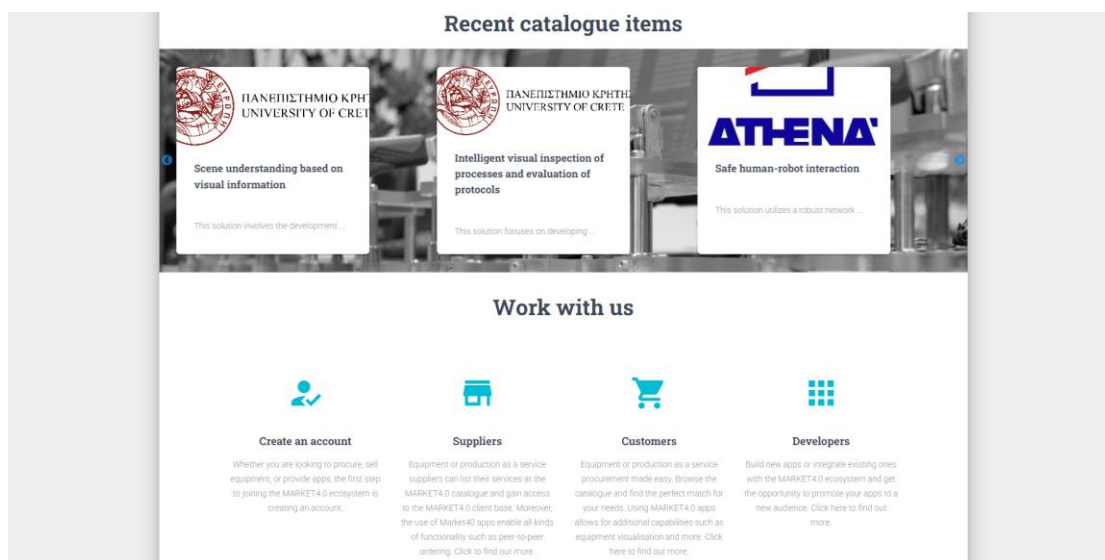 Recent catalogue items
ΠΑΝΕΠΙΣΤΗΜΙΟ ΚΡΗΤ
UNIVERSITY OF CRET
Scene understanding based on
visual information
This solution involves the development ...
ΠΑΝΕΠΙΣΤΗΜΙΟ ΚΡΗΤΗΣ
UNIVERSITY OF CRETE
Intelligent visual inspection of
processes and evaluation of
protocols
This solution focuses on developing ...
ATHENA
Safe human-robot interaction
This solution utilizes a robust network ...
Work with us
Create an account
Whether you are looking to procure, sell
equipment, or provide apps, the first step
to joining the MARKET4.0 ecosystem is
creating an account.
Suppliers
Equipment or production as a service
suppliers can list their services at the
MARKET4.0 catalogue and gain access
to the MARKET4.0 client base. Moreover,
the use of Market40 apps enable all kinds
of functionality such as peer-to-peer
ordering. Click to find out more.
Customers
Equipment or production as a service
procurement made easy. Browse the
catalogue and find the perfect match for
your needs. Using MARKET4.0 apps
allows for additional capabilities such as
equipment visualisation and more. Click
here to find out more.
Developers
Build new apps or integrate existing ones
with the MARKET4.0 ecosystem and get
the opportunity to promote your apps to a
new audience. Click here to find out
more.